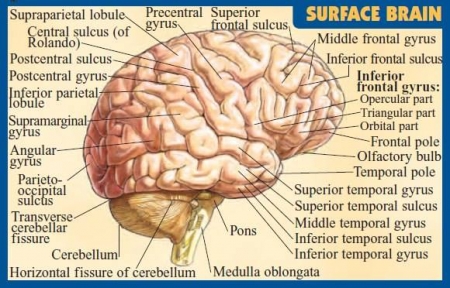 SURFACE BRAIN
Supraparietal lobule
Central sulcus (of
Rolando)
Postcentral sulcus
Postcentral gyrus
Inferior parietal
lobule
Supramarginal
gyrus
Angular
gyrus
Parieto-
occipital
sulcus
Transverse
cerebellar
fissure
Cerebellum
Horizontal fissure of cerebellum
Precentral
gyrus
Superior
frontal sulcus
Middle frontal gyrus
Inferior frontal sulcus
Inferior
frontal gyrus:
Opercular part
Triangular part
Orbital part
Frontal pole
Olfactory bulb
Temporal pole
Superior temporal gyrus
Superior temporal sulcus
Middle temporal gyrus
Inferior temporal sulcus
Inferior temporal gyrus
Pons
Medulla oblongata